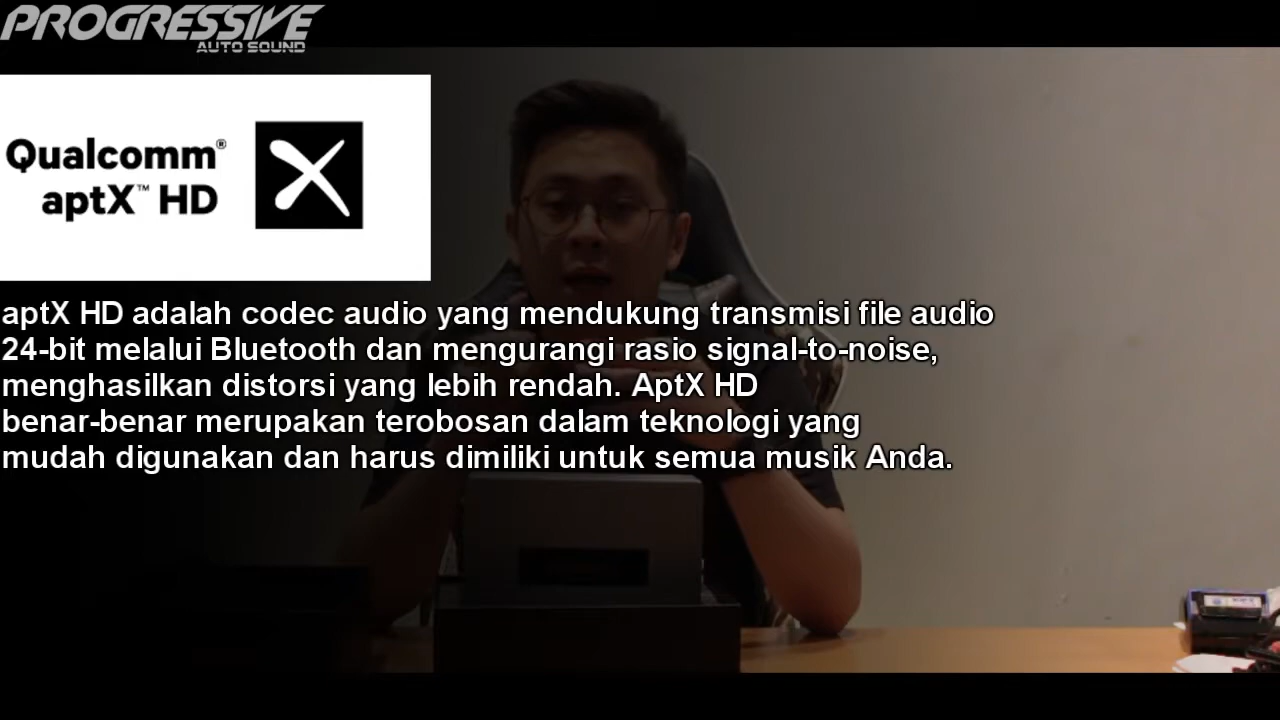 PROGRESSIVE
AUTO SOUND
Qualcomm®
aptX™ HD
aptX HD adalah codec audio yang mendukung transmisi file audio
24-bit melalui Bluetooth dan mengurangi rasio signal-to-noise,
menghasilkan distorsi yang lebih rendah. AptX HD
benar-benar merupakan terobosan dalam teknologi yang
mudah digunakan dan harus dimiliki untuk semua musik Anda.